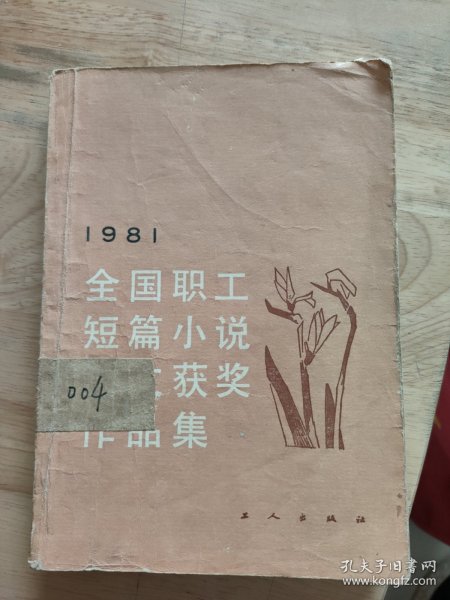 1981
全国职工
短篇小说
获奖
004
作品集
工人出版社
孔夫子旧书网
www.kongfz.com